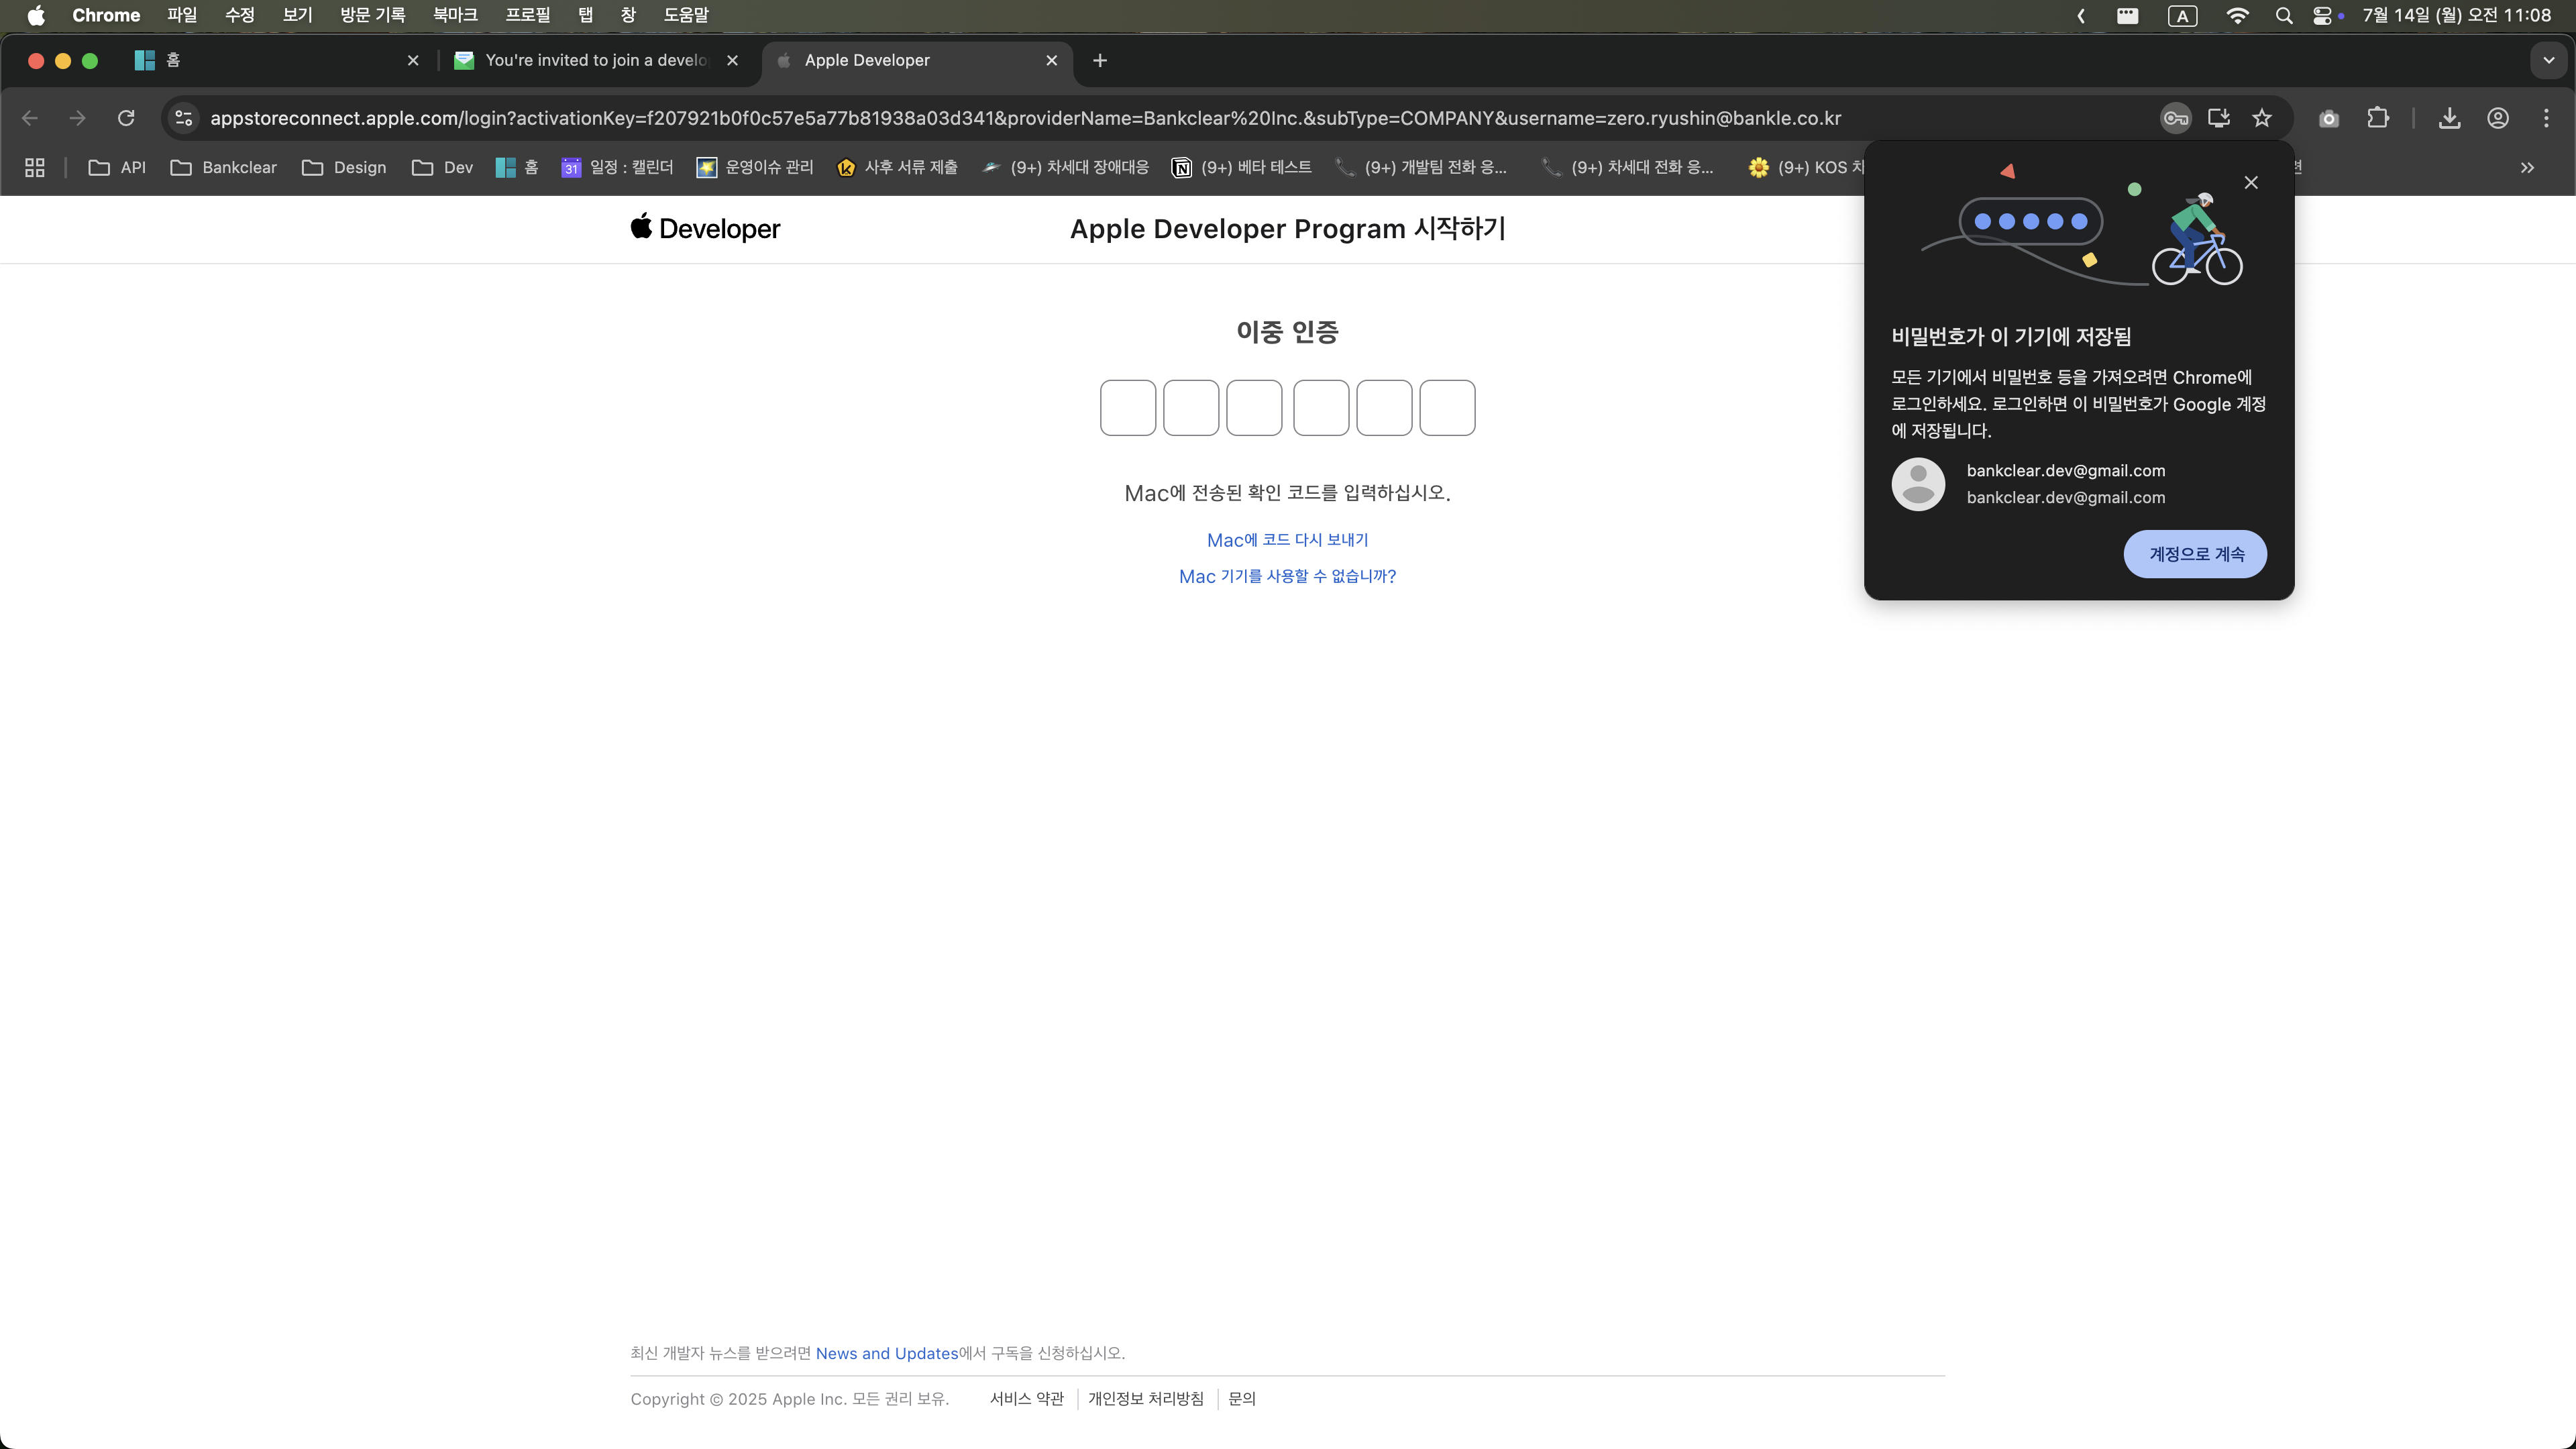 Chrome 파일 수정 보기 방문 기록 북마크 프로필 탭 창 도움말 A 7월 14일 (월) 오전 11:08
홈 You're invited to join a develo Apple Developer
appstoreconnect.apple.com/login?activationKey=f207921b0f0c57e5a77b81938a03d341&providerName=Bankclear%20Inc.&subType=COMPANY&username=zero.ryushin@bankle.co.kr
API Bankclear Design Dev 홈 31 일정 : 캘린더 운영이슈 관리 사후 서류 제출 (9+) 차세대 장애대응 (9+) 베타 테스트 (9+) 개발팀 전화 응... (9+) 차세대 전화 응... (9+) KOS 차
Developer
Apple Developer Program 시작하기
이중 인증
Mac에 전송된 확인 코드를 입력하십시오.
Mac에 코드 다시 보내기
Mac 기기를 사용할 수 없습니까?
비밀번호가 이 기기에 저장됨
모든 기기에서 비밀번호 등을 가져오려면 Chrome에
로그인하세요. 로그인하면 이 비밀번호가 Google 계정
에 저장됩니다.
bankclear.dev@gmail.com
bankclear.dev@gmail.com
계정으로 계속
최신 개발자 뉴스를 받으려면 News and Updates에서 구독을 신청하십시오.
Copyright © 2025 Apple Inc. 모든 권리 보유. 서비스 약관 개인정보 처리방침 문의